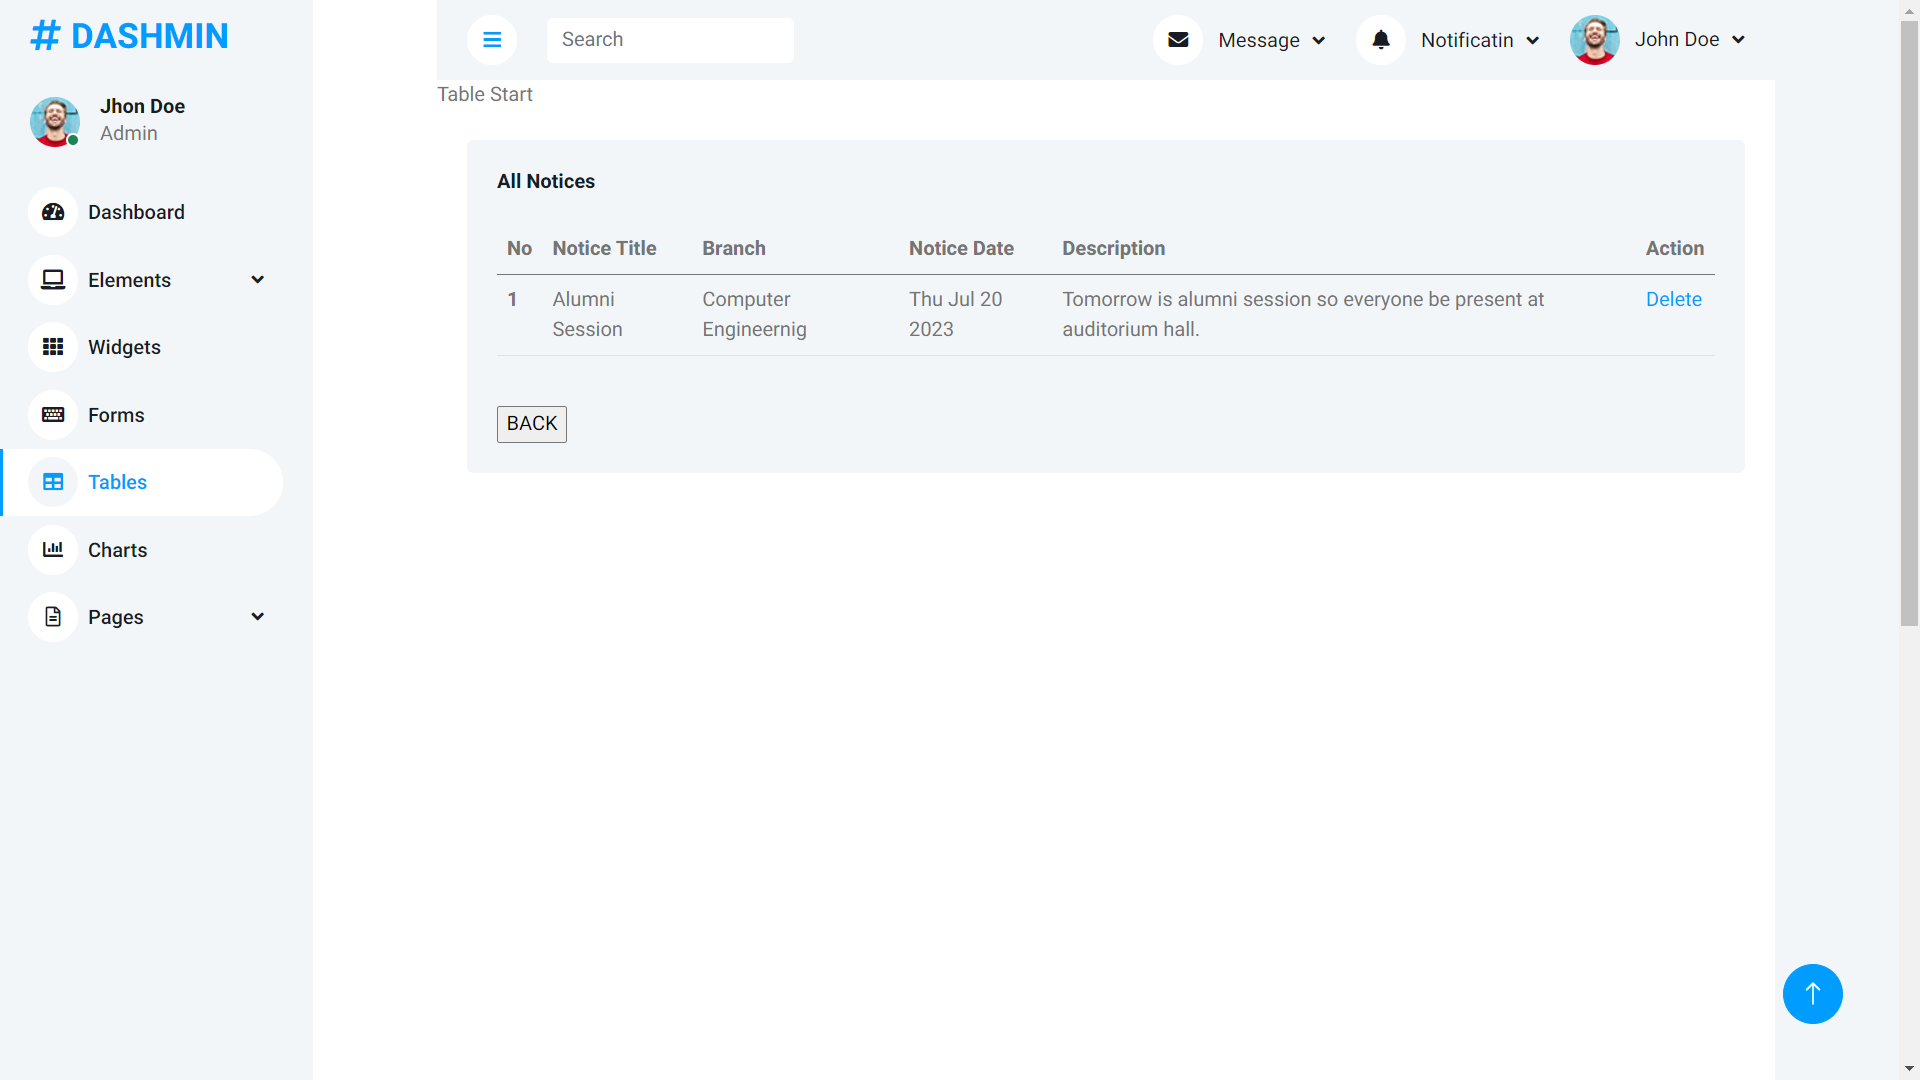 # DASHMIN
Jhon Doe
Admin
Dashboard
Elements
Widgets
Forms
Tables
Charts
Pages
Search
Message
Notificatin
John Doe
Table Start
All Notices
No Notice Title Branch Notice Date Description Action
1 Alumni Computer Thu Jul 20 Tomorrow is alumni session so everyone be present at Delete
Session Engineernig 2023 auditorium hall.
BACK